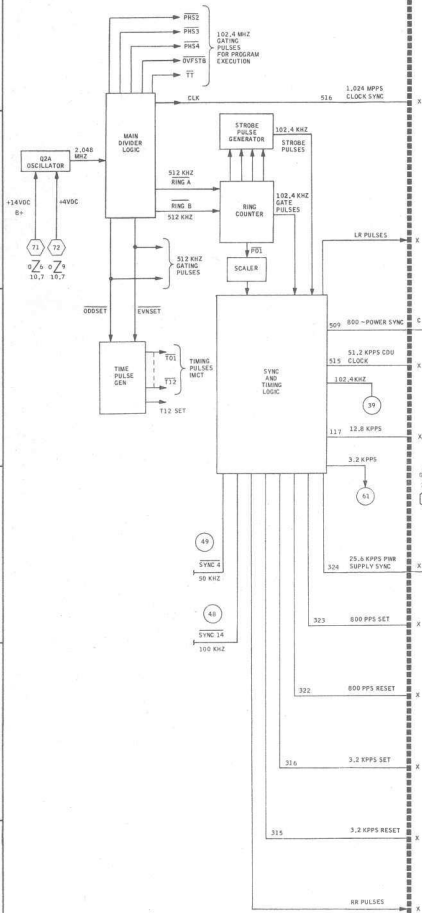 PHS2
PHS3
PHS4
OVFSTB
TT
102.4 MHZ
GATING
PULSES
FOR PROGRAM
EXECUTION
CLK
516
1,024 MPPS
CLOCK SYNC
X
MAIN
DIVIDER
LOGIC
STROBE
PULSE
GENERATOR
102.4 KHZ
STROBE
PULSES
Q2A
OSCILLATOR
2,048
MHZ
512 KHZ
RING A
RING B
512 KHZ
RING
COUNTER
102.4 KHZ
GATE
PULSES
+14VDC
B+
+4VDC
71
72
10,7
10,7
P01
SCALER
LR PULSES
X
512 KHZ
GATING
PULSES
ODDSET
EVNSET
509
800 ~ POWER SYNC
C
515
51.2 KPPS CDU
CLOCK
X
TIME
PULSE
GEN
T01
T12
TIMING
PULSES
IMCT
T12 SET
SYNC
AND
TIMING
LOGIC
102.4KHZ
39
117
12.8 KPPS
X
3.2 KPPS
61
49
SYNC 4
50 KHZ
324
25.6 KPPS PWR
SUPPLY SYNC
X
48
SYNC 14
100 KHZ
323
800 PPS SET
X
322
800 PPS RESET
X
316
3.2 KPPS SET
X
315
3.2 KPPS RESET
X
RR PULSES
X